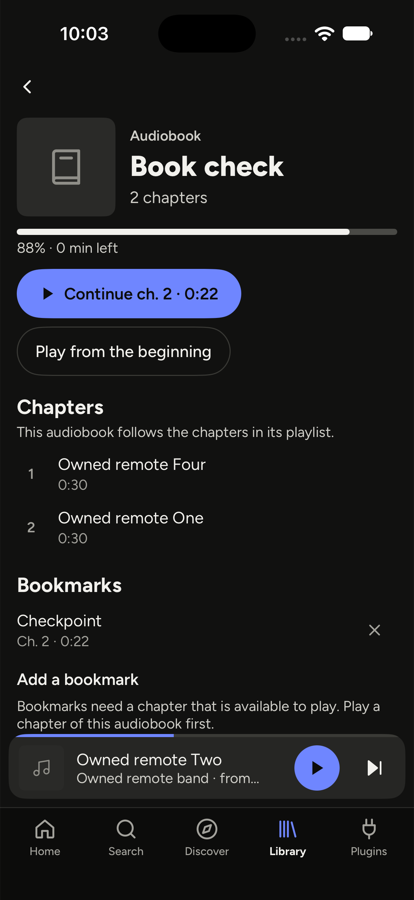 10:03
Audiobook
Book check
2 chapters
88% · 0 min left
Continue ch. 2 · 0:22
Play from the beginning
Chapters
This audiobook follows the chapters in its playlist.
1
Owned remote Four
0:30
2
Owned remote One
0:30
Bookmarks
Checkpoint
Ch. 2 · 0:22
Add a bookmark
Bookmarks need a chapter that is available to play. Play a
chapter of this audiobook first.
Owned remote Two
Owned remote band · from...
Home
Search
Discover
Library
Plugins